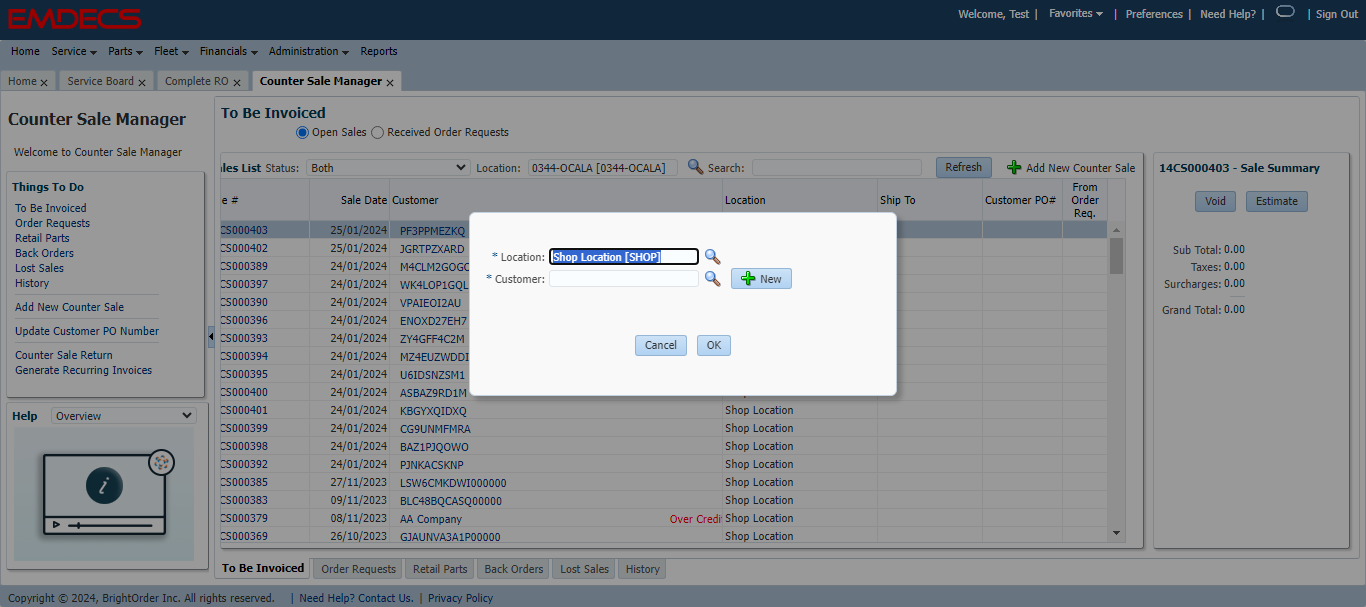 EMDECS
Welcome, Test | Favorites | Preferences | Need Help? | | Sign Out
Home Service Parts Fleet Financials Administration Reports
Home x Service Board x Complete RO x Counter Sale Manager x
Counter Sale Manager
Welcome to Counter Sale Manager
Things To Do
To Be Invoiced
Order Requests
Retail Parts
Back Orders
Lost Sales
History
Add New Counter Sale
Update Customer PO Number
Counter Sale Return
Generate Recurring Invoices
Help Overview
i
To Be Invoiced
Open Sales Received Order Requests
les List Status: Both Location: 0344-OCALA [0344-OCALA] Search: Refresh Add New Counter Sale
e # Sale Date Customer Location Ship To Customer PO# From Order Req.
CS000403 25/01/2024 PF3PPMEZKQ
CS000402 25/01/2024 JGRTPZXARD
CS000389 24/01/2024 M4CLM2GOGC
CS000397 24/01/2024 WK4LOP1GQL
CS000390 24/01/2024 VPAIEOI2AU
CS000396 24/01/2024 ENOXD27EH7
CS000393 24/01/2024 ZY4GFF4C2M
CS000394 24/01/2024 MZ4EUZWDDI
CS000395 24/01/2024 U6IDSNZSM1
CS000400 24/01/2024 ASBAZ9RD1M
CS000401 24/01/2024 KBGYXQIDXQ Shop Location
CS000399 24/01/2024 CG9UNMFMRA Shop Location
CS000398 24/01/2024 BAZ1PJQOWO Shop Location
CS000392 24/01/2024 PJNKACSKNP Shop Location
CS000385 27/11/2023 LSW6CMKDWI000000 Shop Location
CS000383 09/11/2023 BLC48BQCASQ00000 Shop Location
CS000379 08/11/2023 AA Company Over Credi Shop Location
CS000369 26/10/2023 GJAUNVA3A1P00000 Shop Location
* Location: Shop Location [SHOP]
* Customer: New
Cancel OK
14CS000403 - Sale Summary
Void Estimate
Sub Total: 0.00
Taxes: 0.00
Surcharges: 0.00
Grand Total: 0.00
To Be Invoiced Order Requests Retail Parts Back Orders Lost Sales History
Copyright © 2024, BrightOrder Inc. All rights reserved. | Need Help? Contact Us. | Privacy Policy